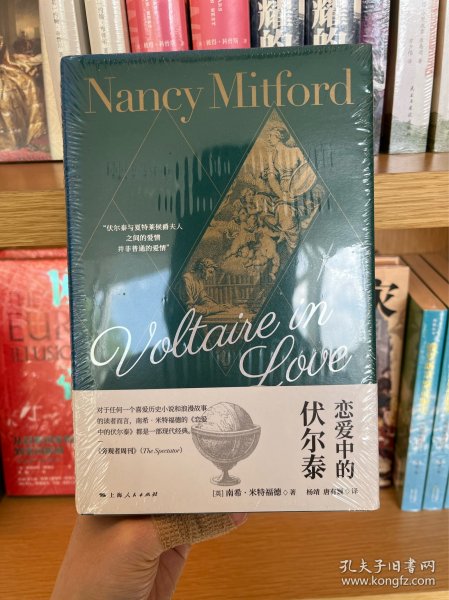 Nancy Mitford
“伏尔泰与夏特莱侯爵夫人
之间的爱情
并非普通的爱情”
Voltaire in
Love
恋爱中的
伏尔泰
对于任何一个喜爱历史小说和浪漫故事
的读者而言，南希·米特福德的《恋爱
中的伏尔泰》都是一部现代经典。
《旁观者周刊》（The Spectator）
[英] 南希·米特福德 著
杨靖 唐有 译
上海人民出版社
孔夫子旧书网
www.kongfz.com